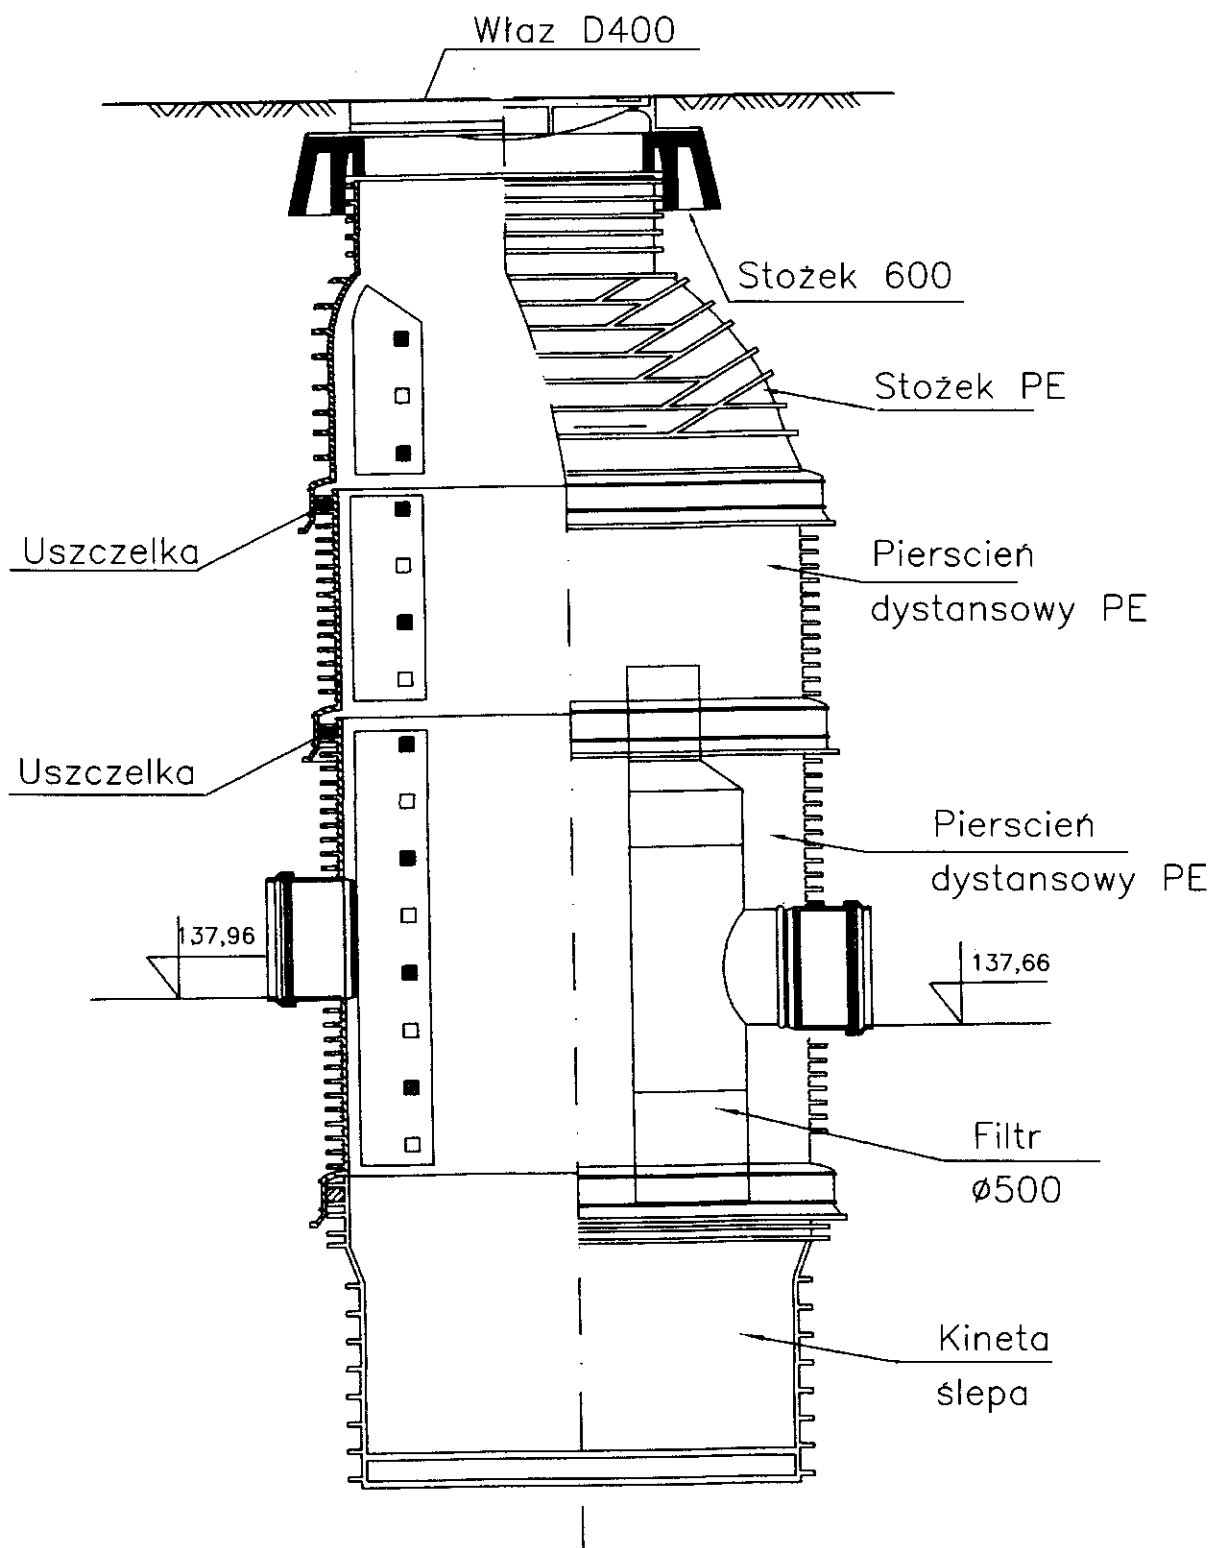 Właz D400
Stożek 600
Stożek PE
Uszczelka
Pierscień
dystansowy PE
Uszczelka
Pierscień
dystansowy PE
137,96
137,66
Filtr
ø500
Kineta
ślepa